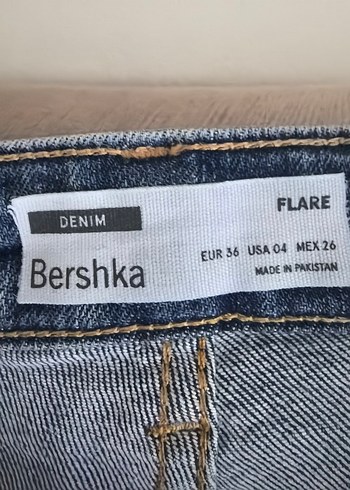 DENIM
FLARE
Bershka
EUR 36 USA 04 MEX 26
MADE IN PAKISTAN